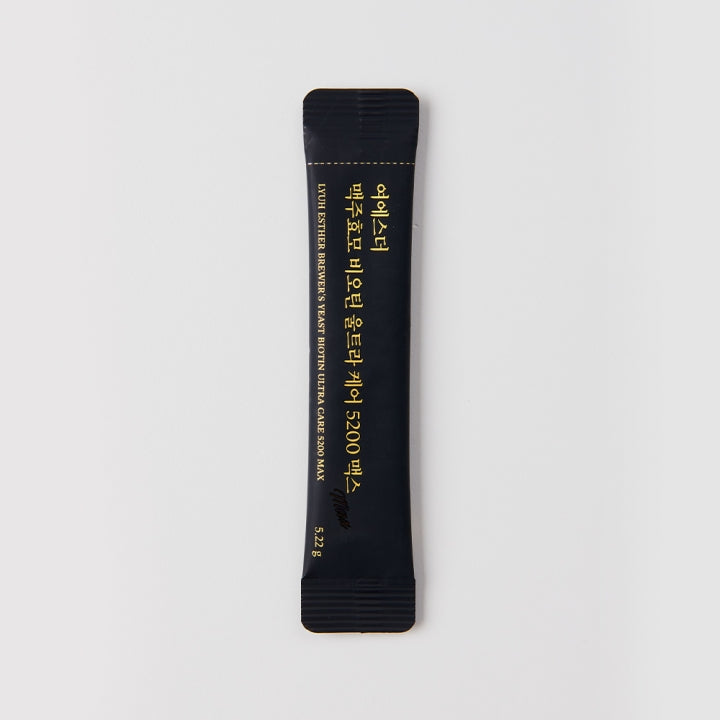 여에스더
맥주효모 비오틴 울트라 케어 5200 맥스
LYUH ESTHER BREWER'S YEAST BIOTIN ULTRA CARE 5200 MAX
5.22 g